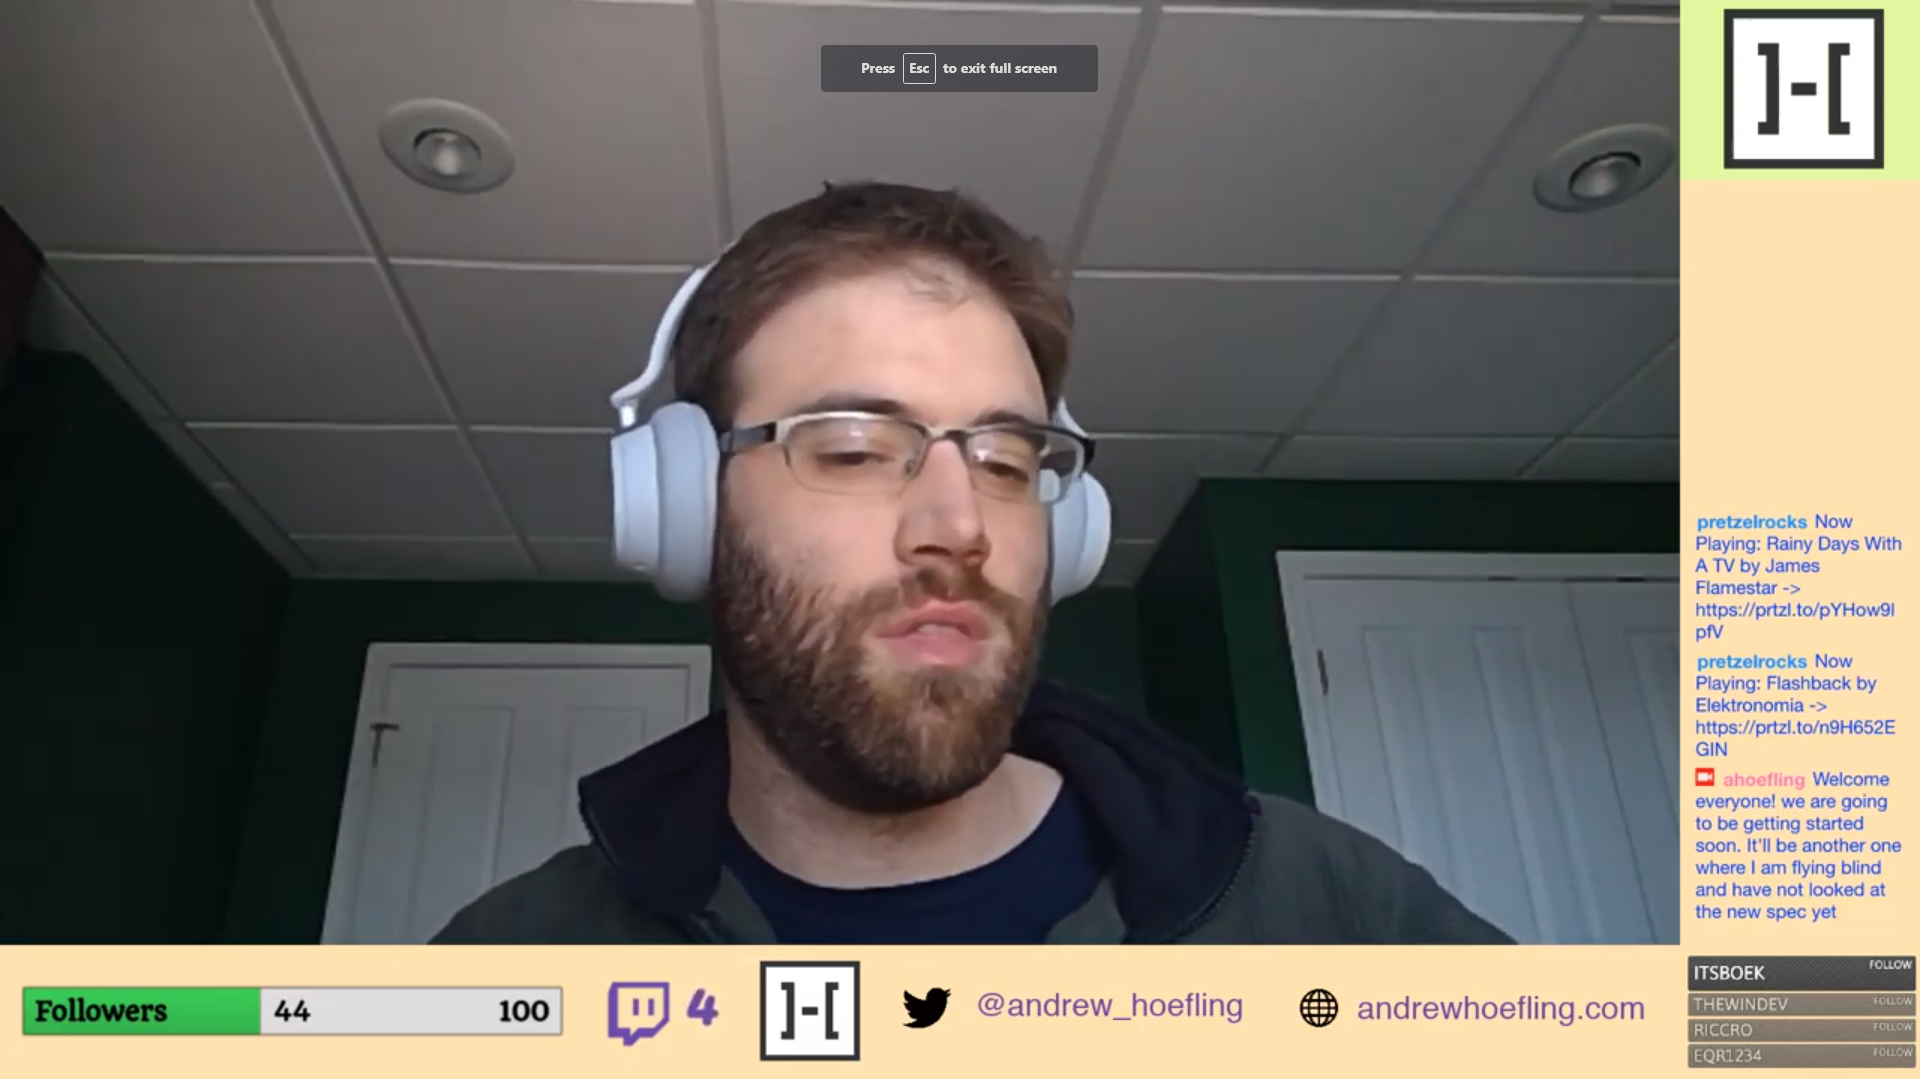 Press Esc to exit full screen
]-[
pretzelrocks Now
Playing: Rainy Days With
A TV by James
Flamestar ->
https://prtzl.to/pYHow9I
pfV
pretzelrocks Now
Playing: Flashback by
Elektronomia ->
https://prtzl.to/n9H652E
GIN
ahoefling Welcome
everyone! we are going
to be getting started
soon. It'll be another one
where I am flying blind
and have not looked at
the new spec yet
Followers 44 100
4
]-[
@andrew_hoefling
andrewhoefling.com
ITSBOEK FOLLOW
THEWINDEV FOLLOW
RICCRO FOLLOW
EQR1234 FOLLOW